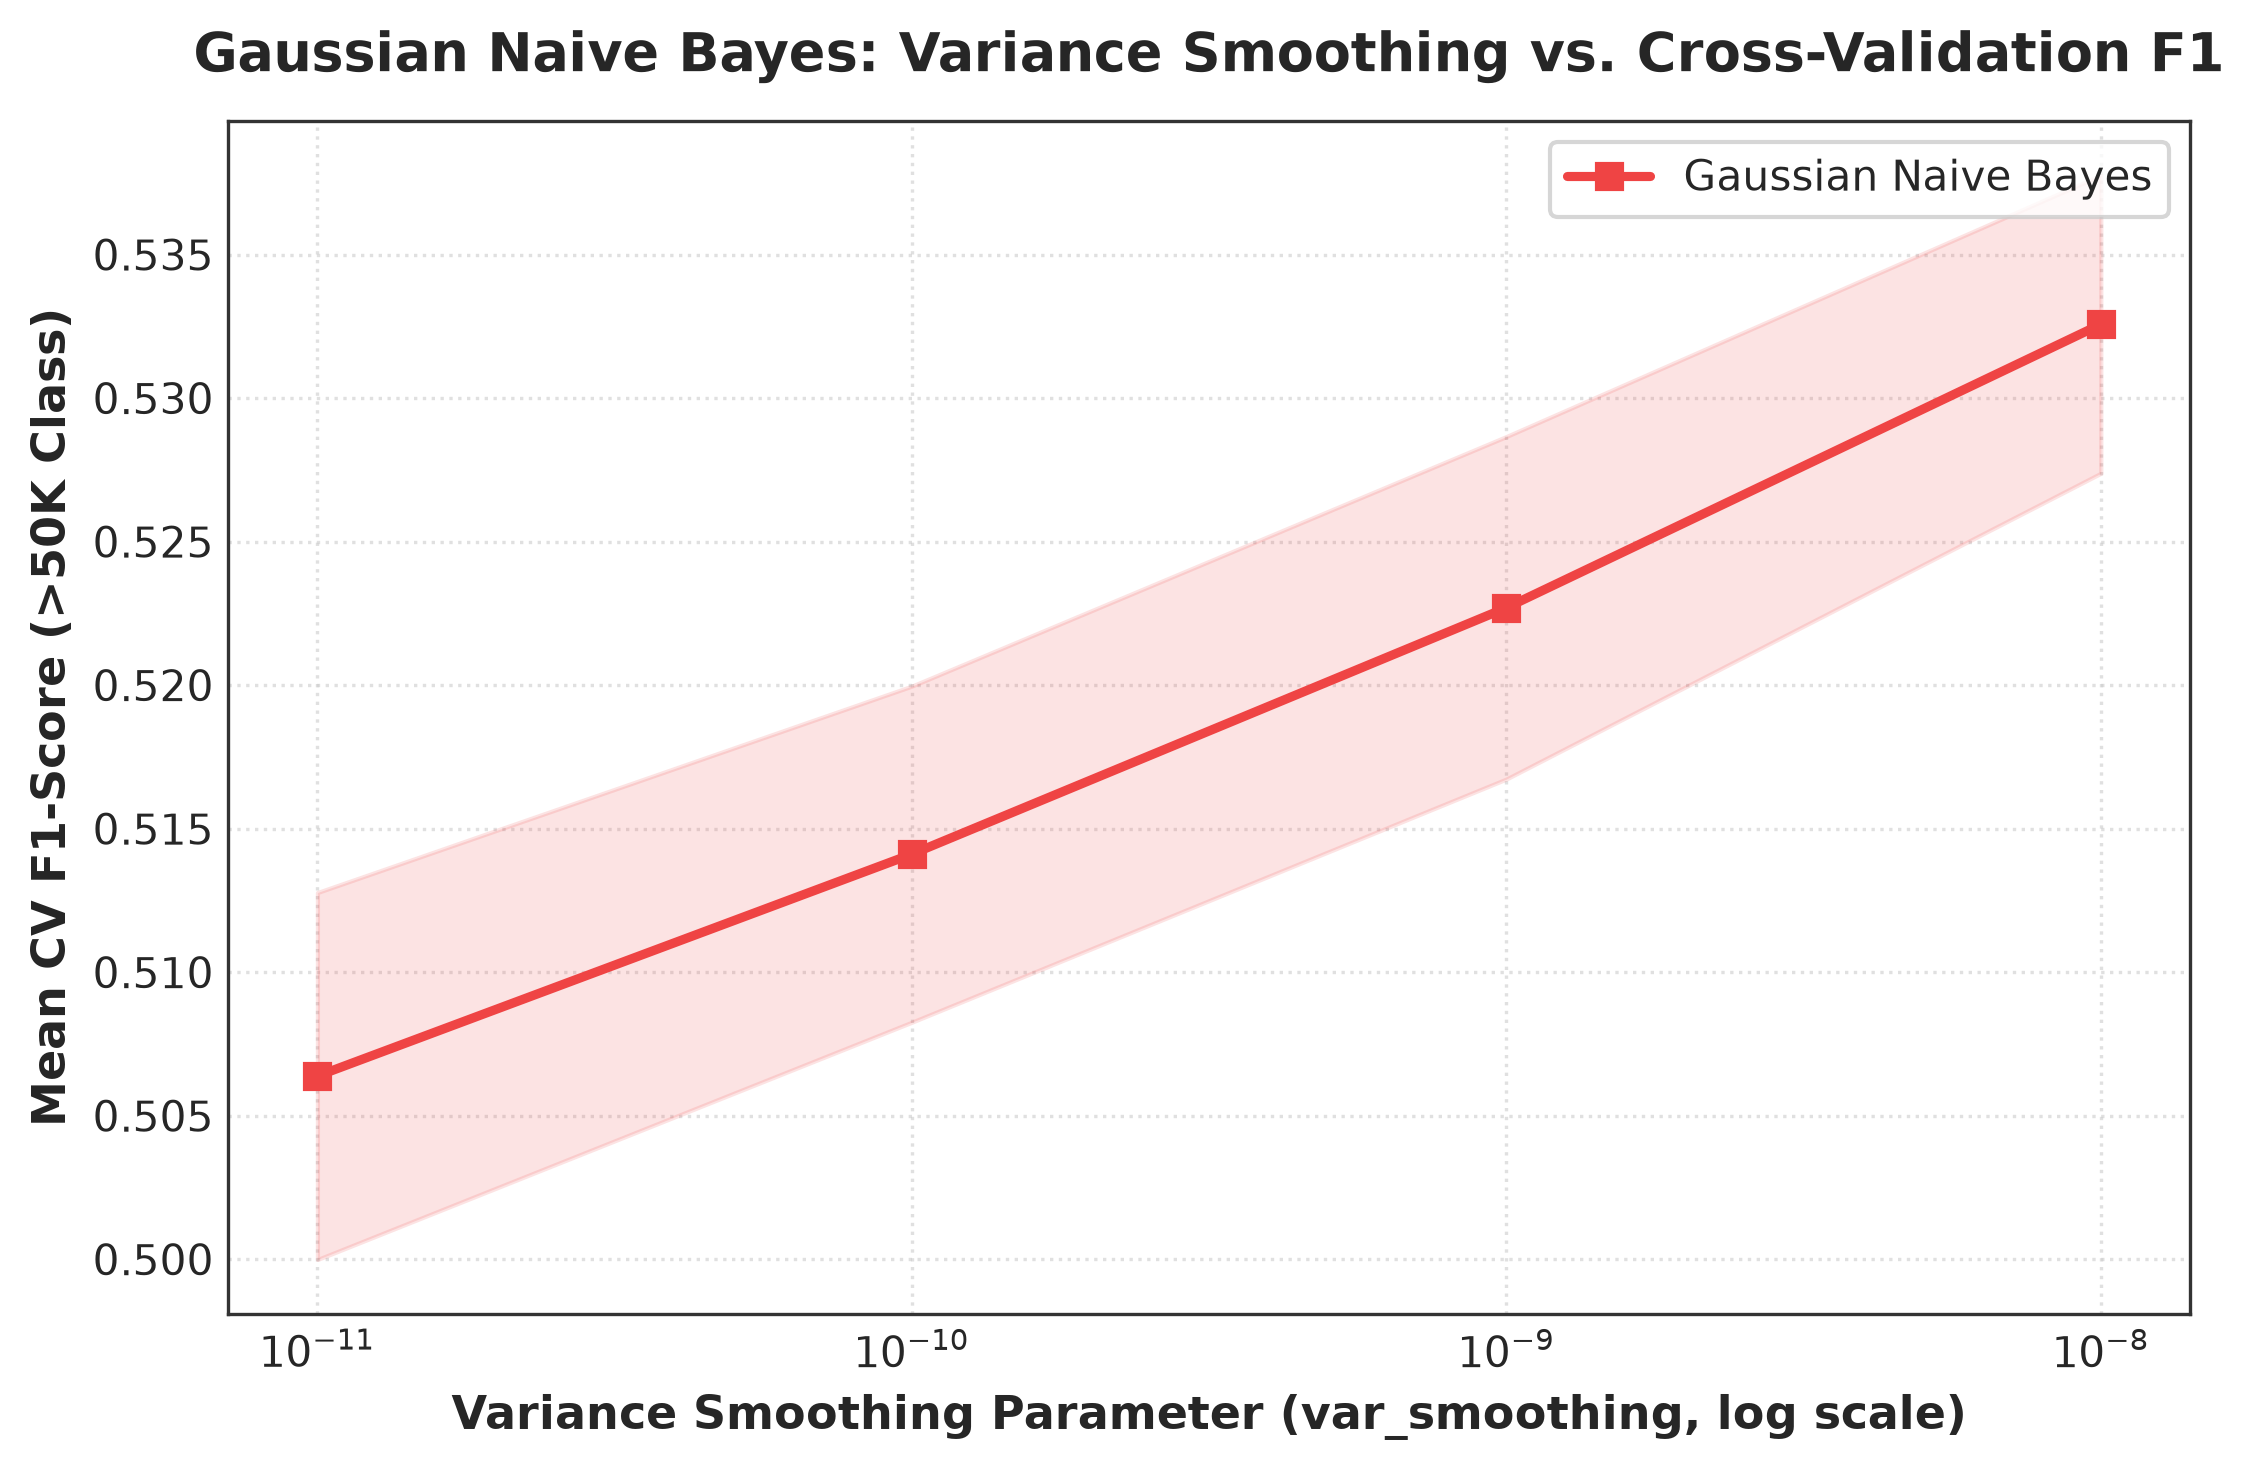 Gaussian Naive Bayes: Variance Smoothing vs. Cross-Validation F1
Gaussian Naive Bayes
Mean CV F1-Score (>50K Class)
0.535
0.530
0.525
0.520
0.515
0.510
0.505
0.500
10⁻¹¹ 10⁻¹⁰ 10⁻⁹ 10⁻⁸
Variance Smoothing Parameter (var_smoothing, log scale)